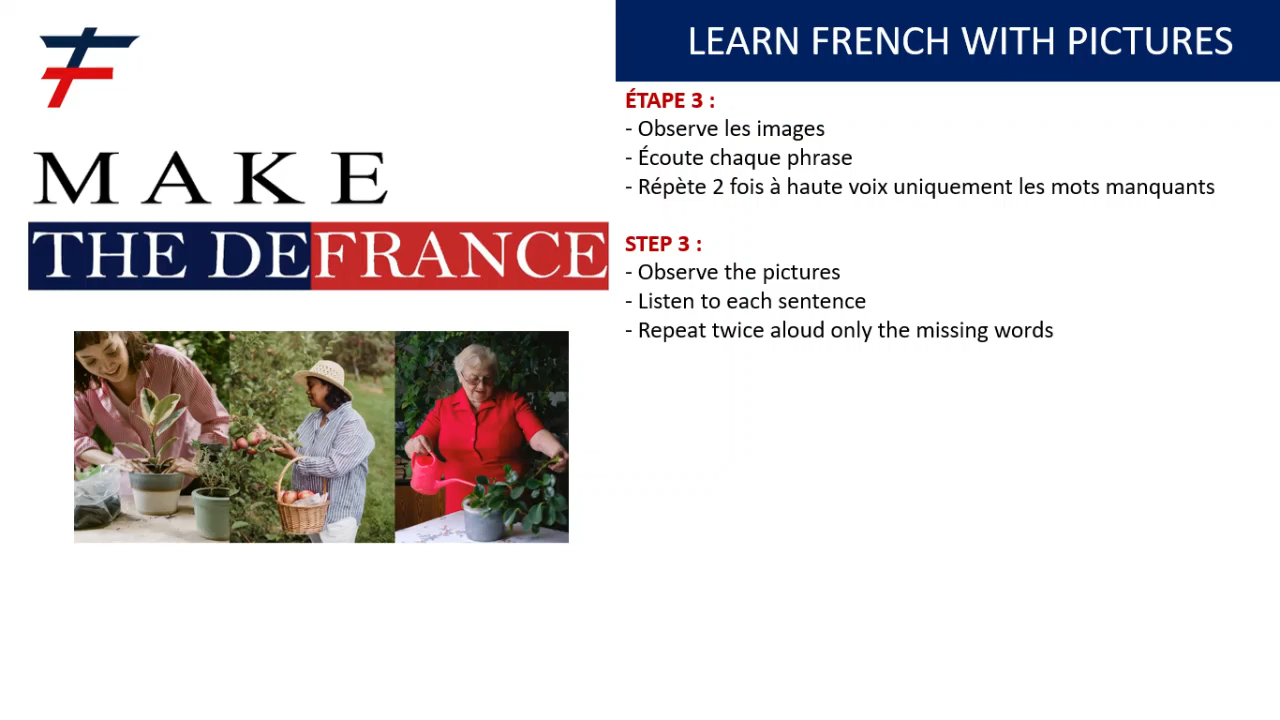 MAKE
THE DEFRANCE
LEARN FRENCH WITH PICTURES
ÉTAPE 3 :
- Observe les images
- Écoute chaque phrase
- Répète 2 fois à haute voix uniquement les mots manquants
STEP 3 :
- Observe the pictures
- Listen to each sentence
- Repeat twice aloud only the missing words